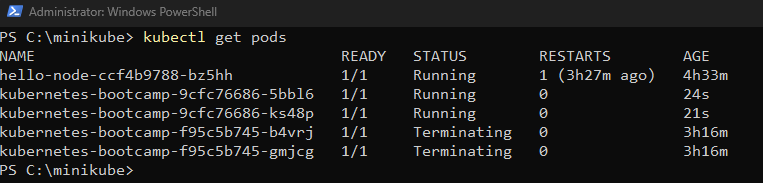 Administrator: Windows PowerShell
PS C:\minikube> kubectl get pods
NAME READY STATUS RESTARTS AGE
hello-node-ccf4b9788-bz5hh 1/1 Running 1 (3h27m ago) 4h33m
kubernetes-bootcamp-9cfc76686-5bbl6 1/1 Running 0 24s
kubernetes-bootcamp-9cfc76686-ks48p 1/1 Running 0 21s
kubernetes-bootcamp-f95c5b745-b4vrj 1/1 Terminating 0 3h16m
kubernetes-bootcamp-f95c5b745-gmjcg 1/1 Terminating 0 3h16m
PS C:\minikube>